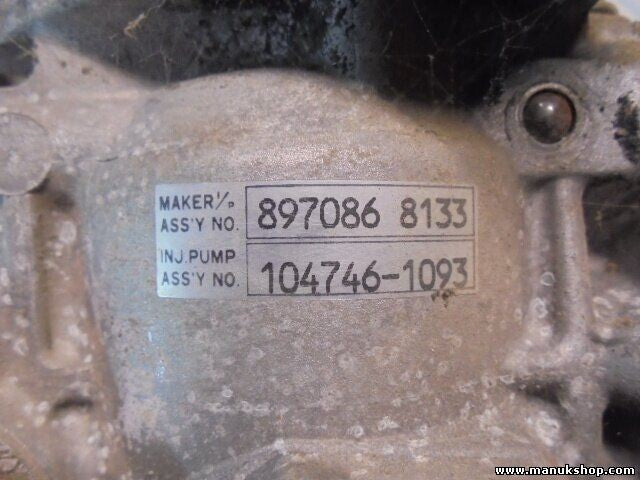 MAKER I/P
ASS'Y NO. 897086 8133
INJ.PUMP
ASS'Y NO. 104746-1093
www.manukshop.com